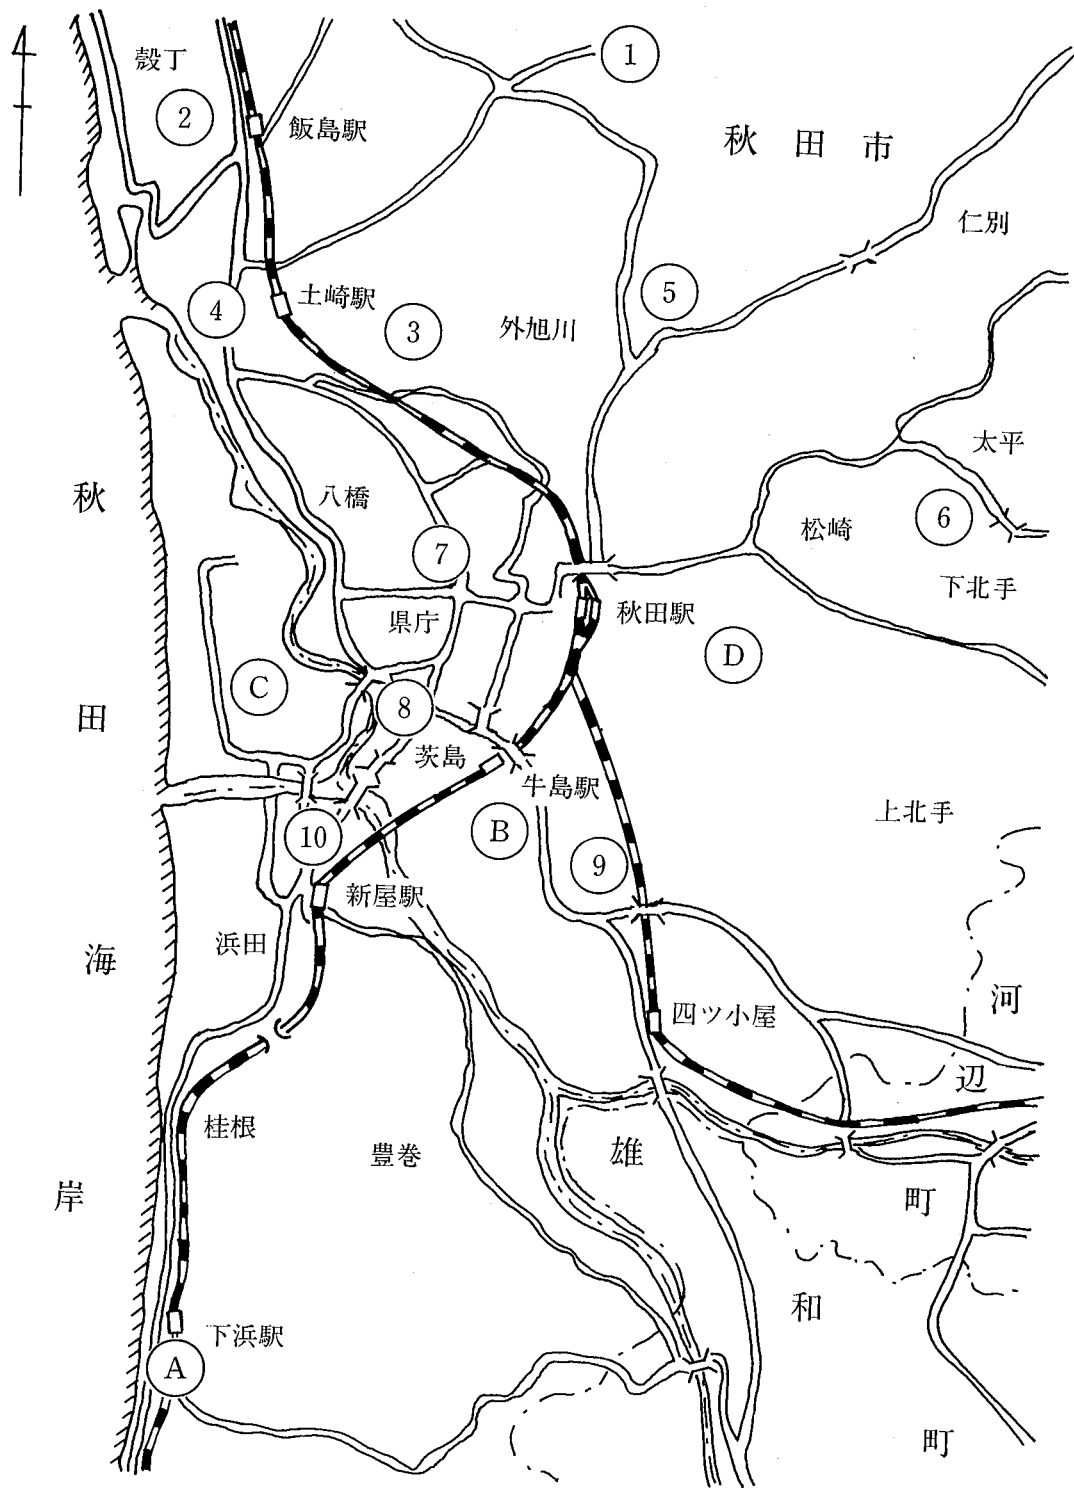 1
穀丁
2
飯島駅
秋田市
仁別
5
4
土崎駅
3
外旭川
太平
秋田海岸
八橋
6
松崎
7
下北手
県庁
秋田駅
D
C
8
茨島
牛島駅
上北手
10
B
9
新屋駅
浜田
河辺町
四ツ小屋
桂根
豊巻
雄和町
下浜駅
A